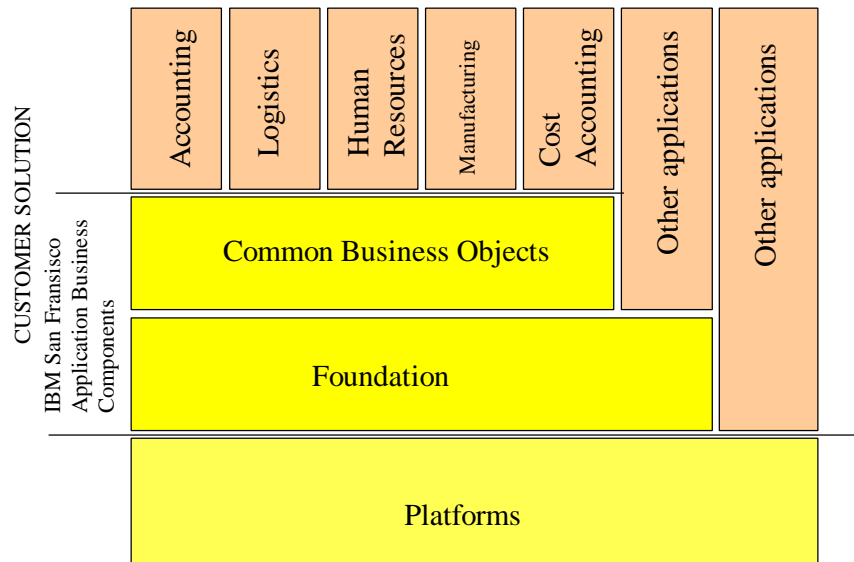 Accounting
Logistics
Human
Resources
Manufacturing
Cost
Accounting
Other applications
Other applications
CUSTOMER SOLUTION
IBM San Fransisco
Application Business
Components
Common Business Objects
Foundation
Platforms